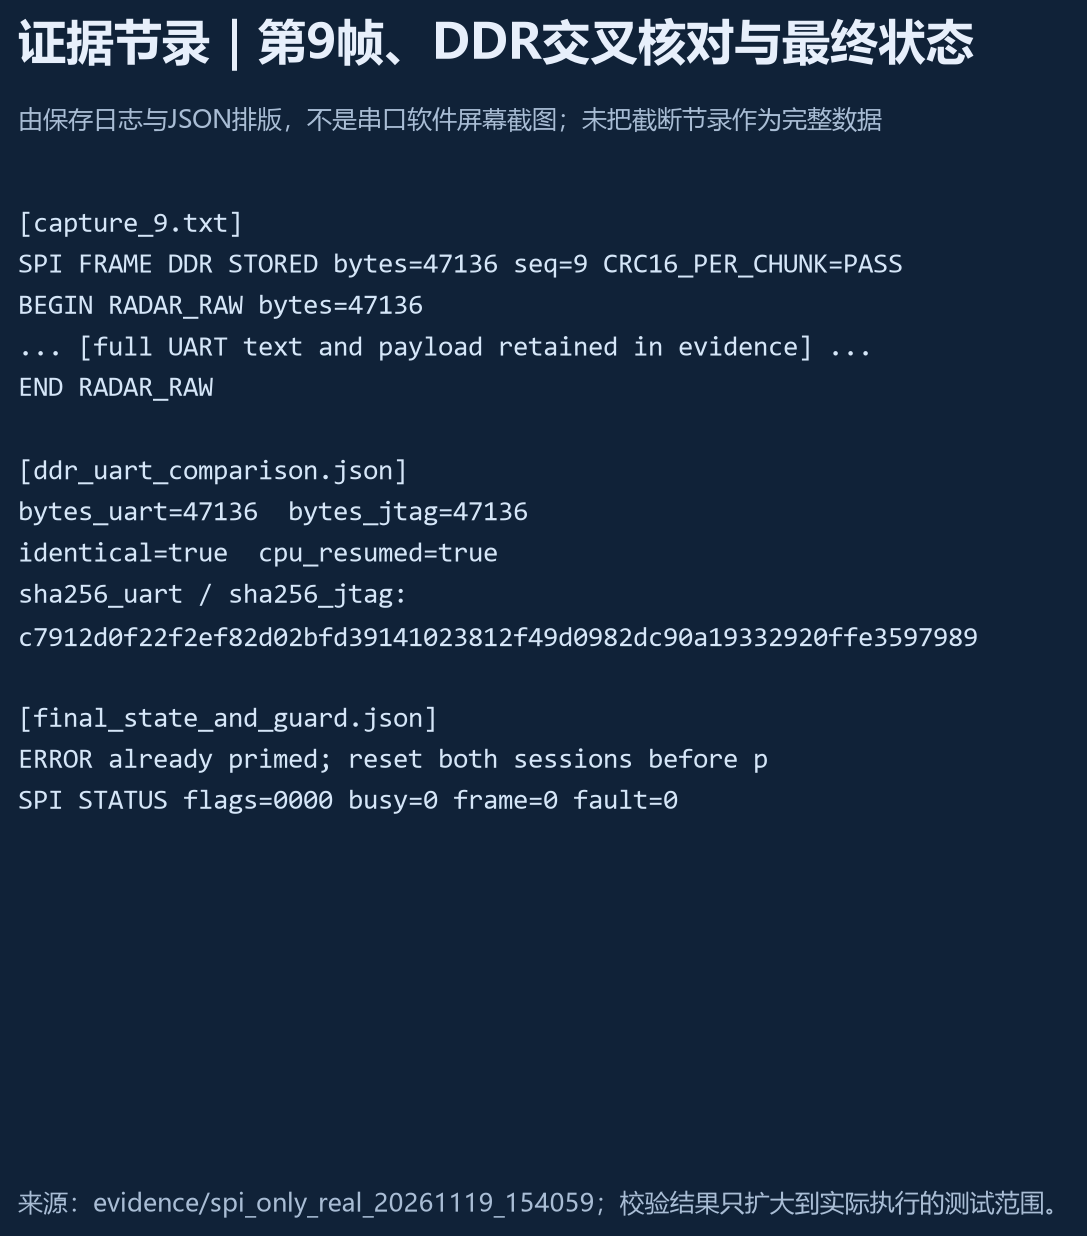 证据节录｜第9帧、DDR交叉核对与最终状态
由保存日志与JSON排版，不是串口软件屏幕截图；未把截断节录作为完整数据
[capture_9.txt]
SPI FRAME DDR STORED bytes=47136 seq=9 CRC16_PER_CHUNK=PASS
BEGIN RADAR_RAW bytes=47136
... [full UART text and payload retained in evidence] ...
END RADAR_RAW
[ddr_uart_comparison.json]
bytes_uart=47136  bytes_jtag=47136
identical=true  cpu_resumed=true
sha256_uart / sha256_jtag:
c7912d0f22f2ef82d02bfd39141023812f49d0982dc90a19332920ffe3597989
[final_state_and_guard.json]
ERROR already primed; reset both sessions before p
SPI STATUS flags=0000 busy=0 frame=0 fault=0
来源：evidence/spi_only_real_20261119_154059；校验结果只扩大到实际执行的测试范围。